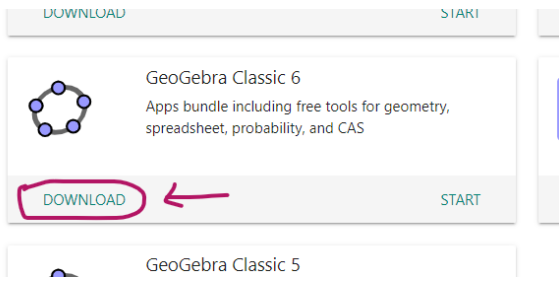 DOWNLOAD START
GeoGebra Classic 6
Apps bundle including free tools for geometry,
spreadsheet, probability, and CAS
DOWNLOAD START
GeoGebra Classic 5